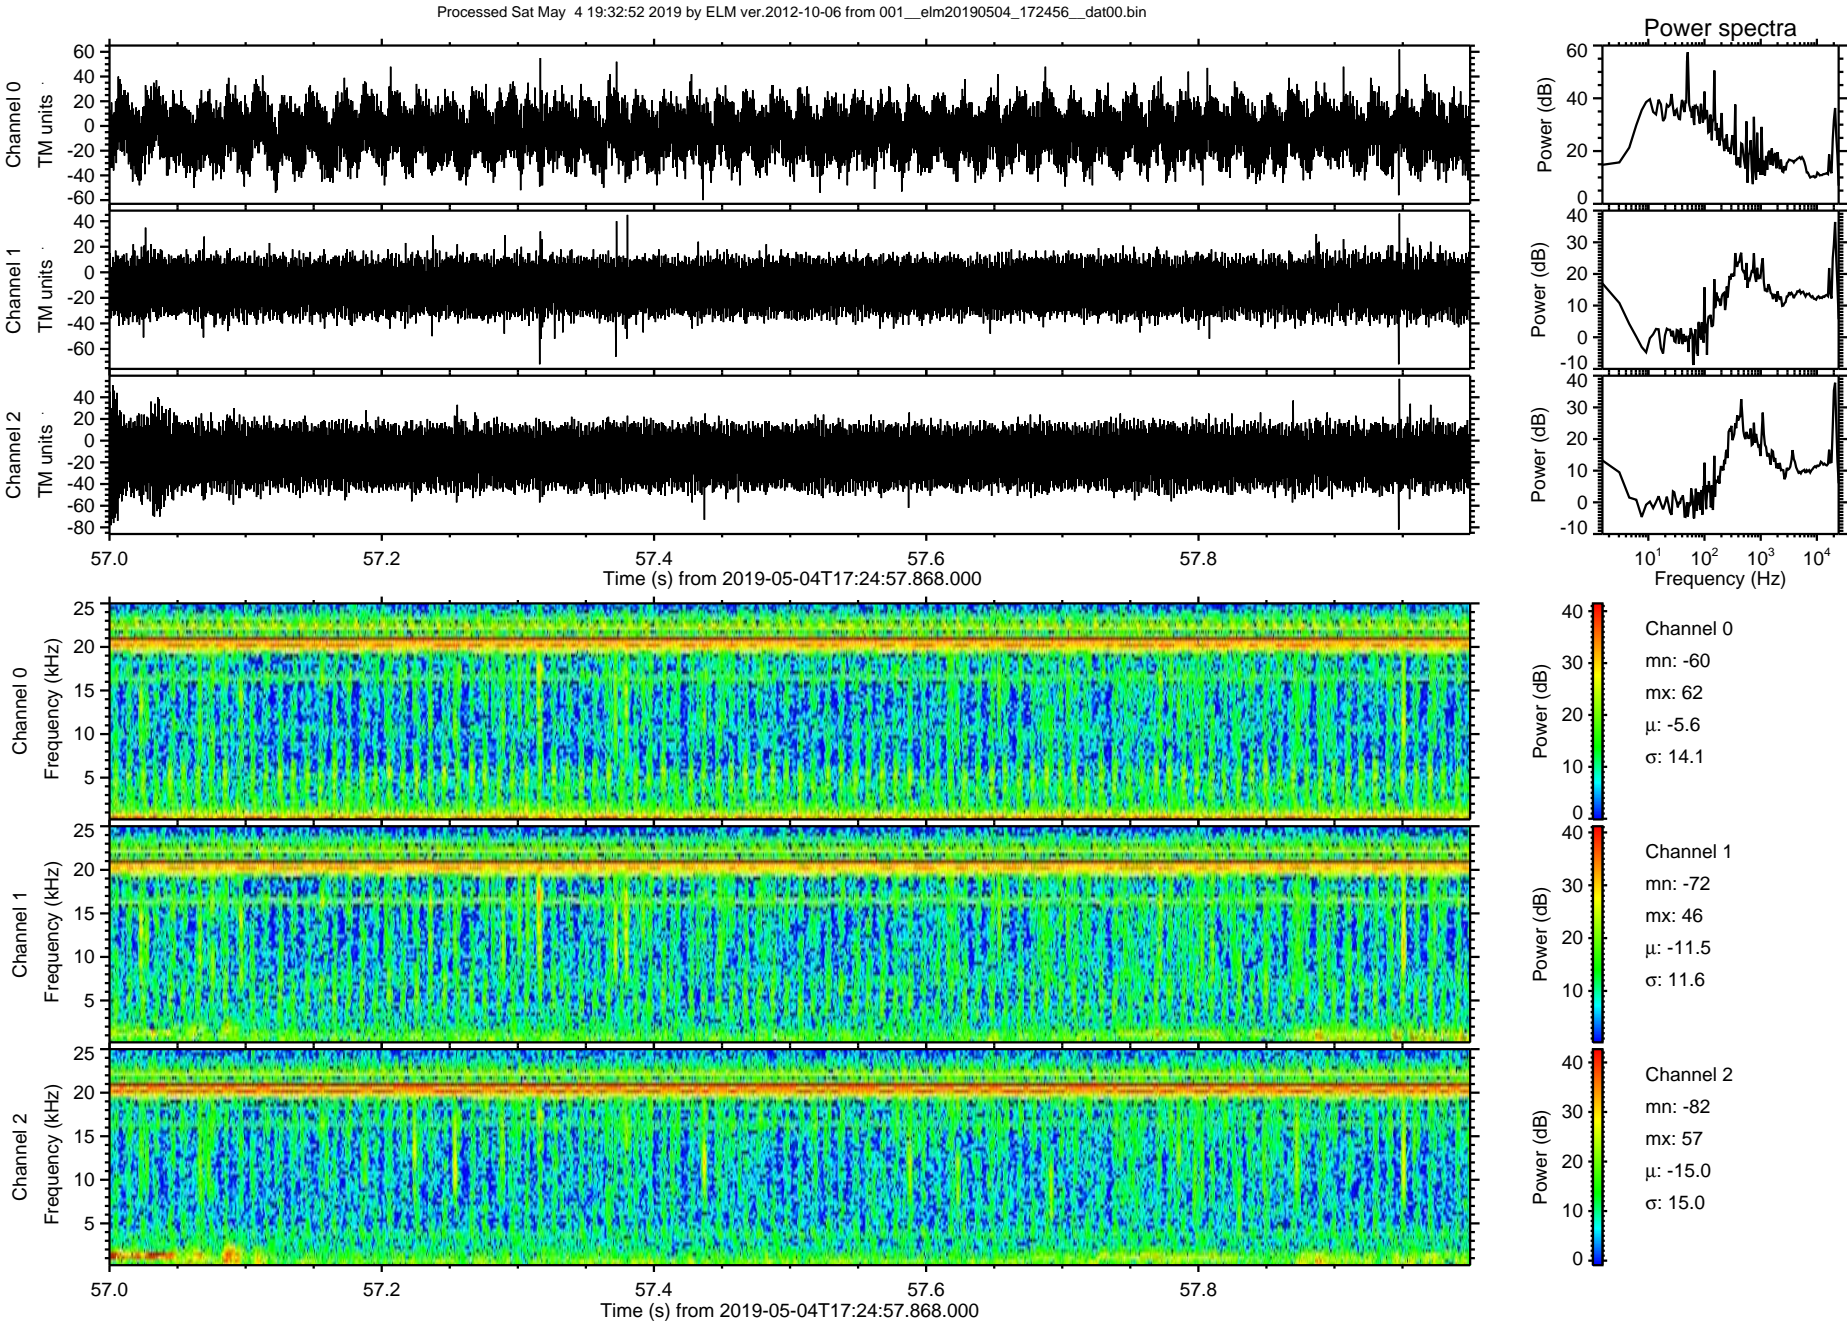 Processed Sat May  4 19:32:52 2019 by ELM ver.2012-10-06 from 001__elm20190504_172456__dat00.bin
Power spectra
Channel 0
TM units
60
40
20
0
-20
-40
-60
Power (dB)
60
40
20
0
Channel 1
TM units
40
20
0
-20
-40
-60
Power (dB)
40
30
20
10
0
-10
Channel 2
TM units
40
20
0
-20
-40
-60
-80
Power (dB)
40
30
20
10
0
-10
57.0 57.2 57.4 57.6 57.8
Time (s) from 2019-05-04T17:24:57.868.000
10^1 10^2 10^3 10^4
Frequency (Hz)
Channel 0
Frequency (kHz)
25
20
15
10
5
Power (dB)
40
30
20
10
0
Channel 0
mn: -60
mx: 62
μ: -5.6
σ: 14.1
Channel 1
Frequency (kHz)
25
20
15
10
5
Power (dB)
40
30
20
10
Channel 1
mn: -72
mx: 46
μ: -11.5
σ: 11.6
Channel 2
Frequency (kHz)
25
20
15
10
5
Power (dB)
40
30
20
10
0
Channel 2
mn: -82
mx: 57
μ: -15.0
σ: 15.0
57.0 57.2 57.4 57.6 57.8
Time (s) from 2019-05-04T17:24:57.868.000